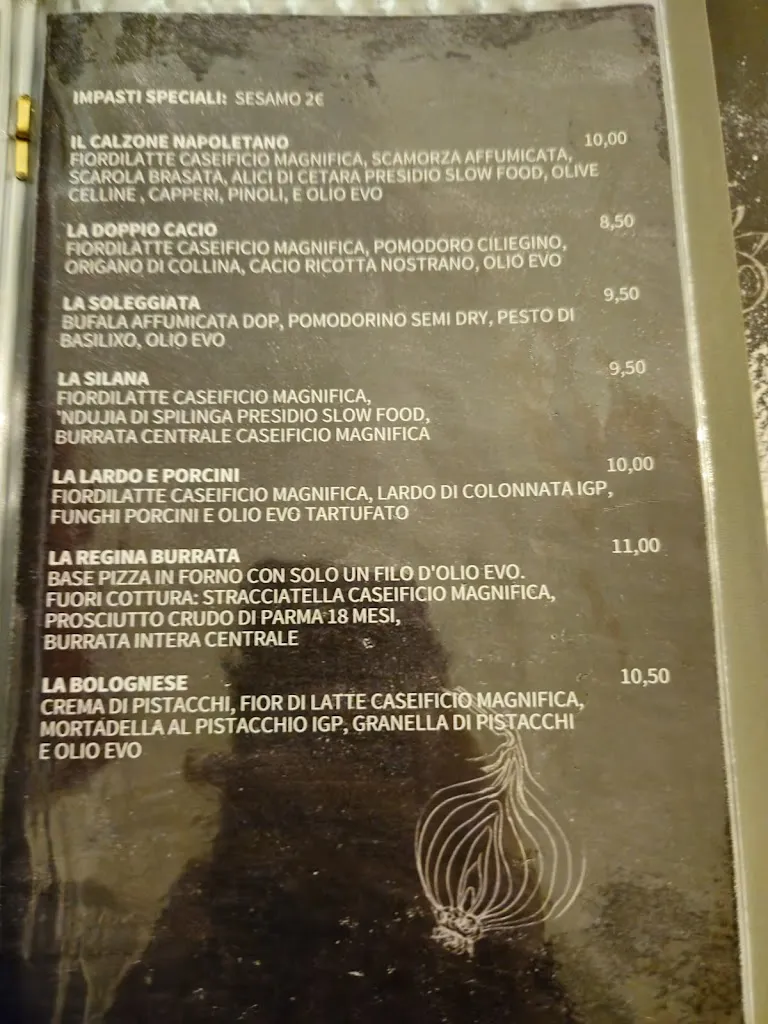 IMPASTI SPECIALI: SESAMO 2€
IL CALZONE NAPOLETANO 10,00
FIORDILATTE CASEIFICIO MAGNIFICA, SCAMORZA AFFUMICATA,
SCAROLA BRASATA, ALICI DI CETARA PRESIDIO SLOW FOOD, OLIVE
CELLINE , CAPPERI, PINOLI, E OLIO EVO
LA DOPPIO CACIO 8,50
FIORDILATTE CASEIFICIO MAGNIFICA, POMODORO CILIEGINO,
ORIGANO DI COLLINA, CACIO RICOTTA NOSTRANO, OLIO EVO
LA SOLEGGIATA 9,50
BUFALA AFFUMICATA DOP, POMODORINO SEMI DRY, PESTO DI
BASILIXO, OLIO EVO
LA SILANA 9,50
FIORDILATTE CASEIFICIO MAGNIFICA,
'NDUJIA DI SPILINGA PRESIDIO SLOW FOOD,
BURRATA CENTRALE CASEIFICIO MAGNIFICA
LA LARDO E PORCINI 10,00
FIORDILATTE CASEIFICIO MAGNIFICA, LARDO DI COLONNATA IGP,
FUNGHI PORCINI E OLIO EVO TARTUFATO
LA REGINA BURRATA 11,00
BASE PIZZA IN FORNO CON SOLO UN FILO D'OLIO EVO.
FUORI COTTURA: STRACCIATELLA CASEIFICIO MAGNIFICA,
PROSCIUTTO CRUDO DI PARMA 18 MESI,
BURRATA INTERA CENTRALE
LA BOLOGNESE 10,50
CREMA DI PISTACCHI, FIOR DI LATTE CASEIFICIO MAGNIFICA,
MORTADELLA AL PISTACCHIO IGP, GRANELLA DI PISTACCHI
E OLIO EVO